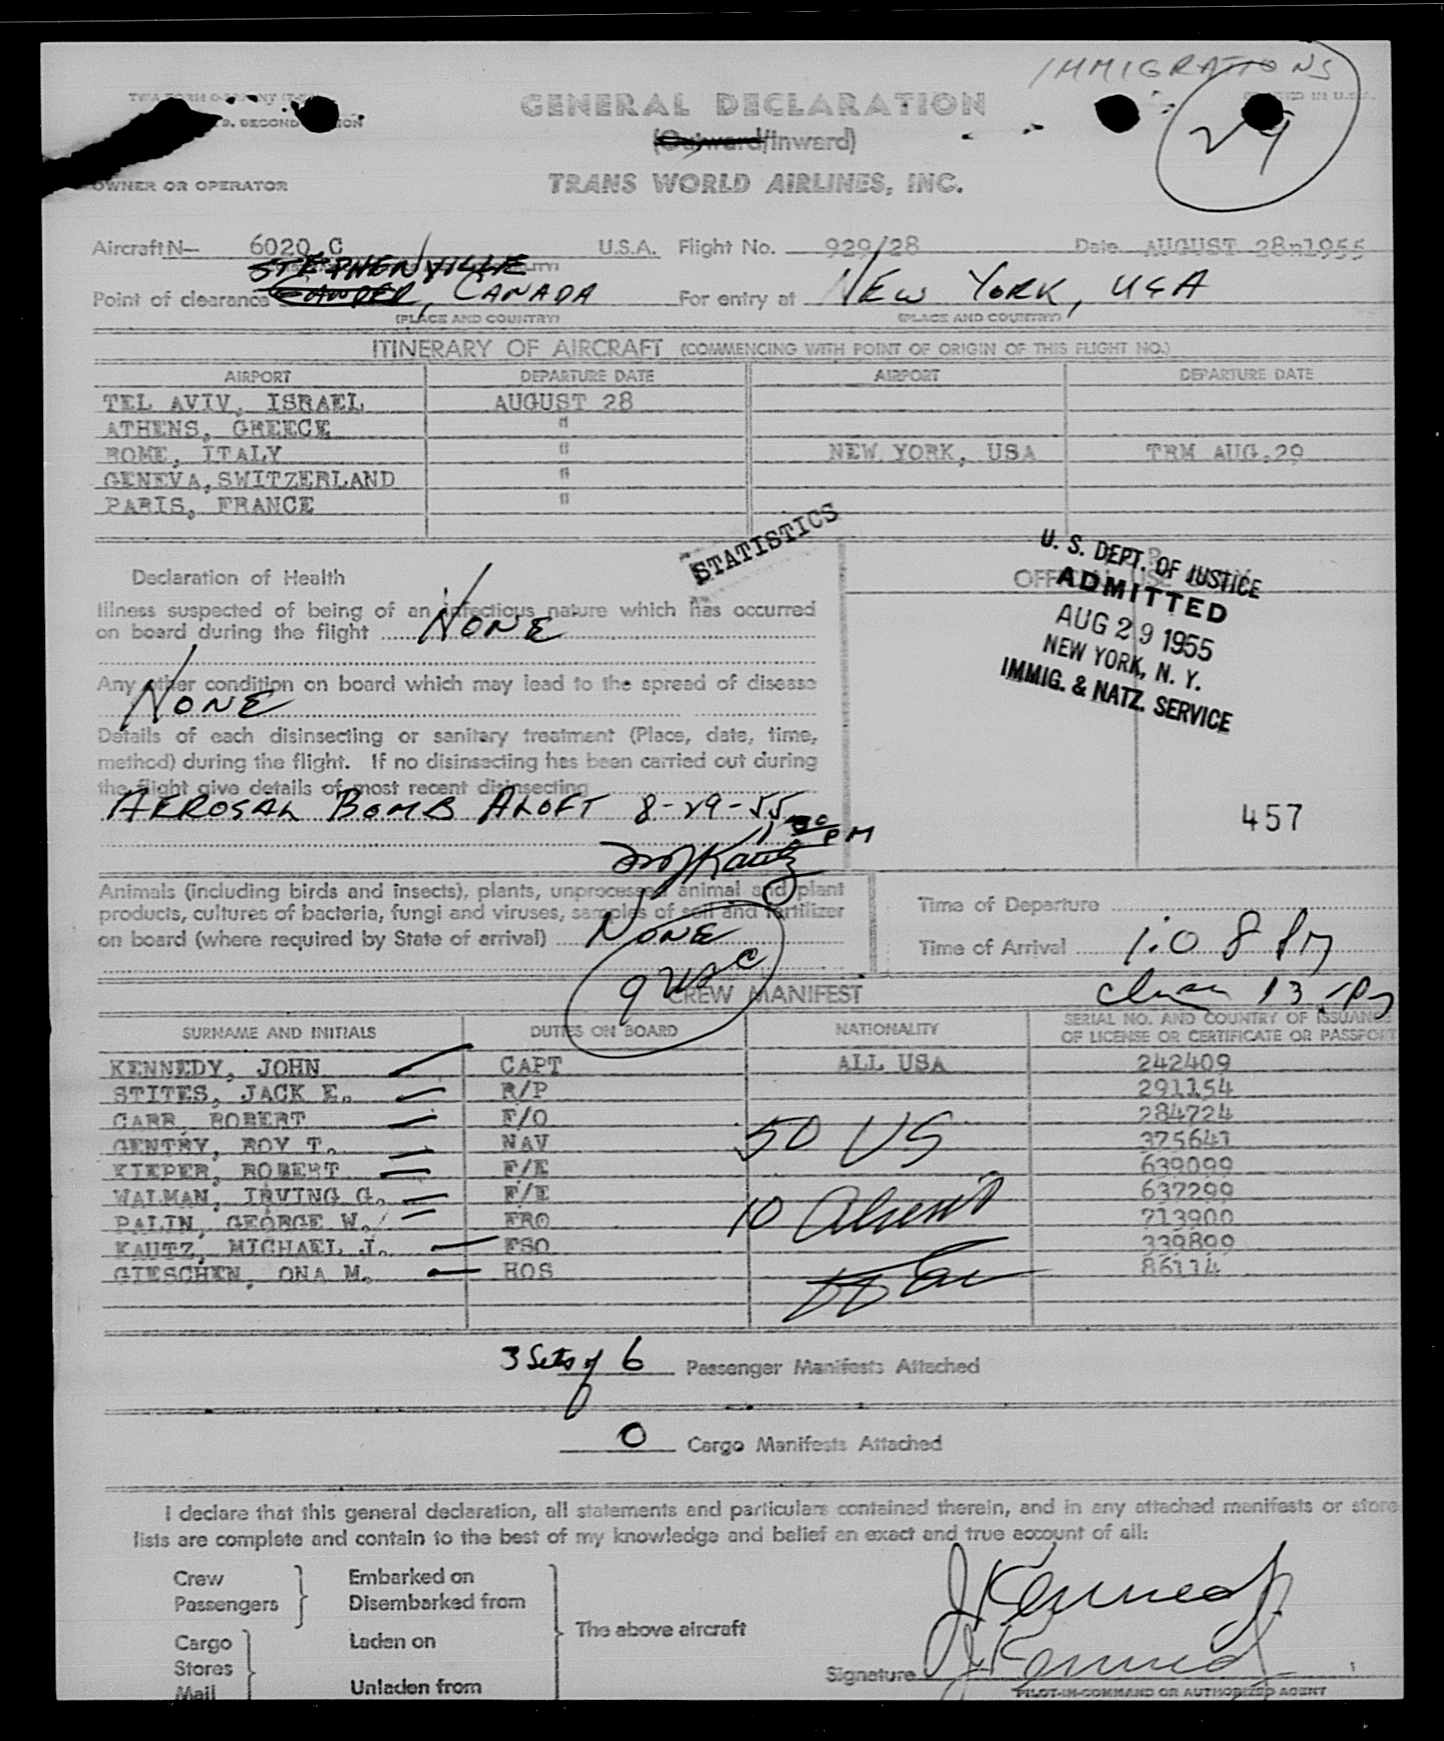 IMMIGRATIONS
GENERAL DECLARATION
29
(Outward/Inward)
OWNER OR OPERATOR
TRANS WORLD AIRLINES, INC.
Aircraft N— 6020 C U.S.A. Flight No. 929/28 Date AUGUST 28n1955
STEPHENVILLE
Point of clearance GANDER, CANADA For entry at NEW YORK, USA
(PLACE AND COUNTRY) (PLACE AND COUNTRY)
ITINERARY OF AIRCRAFT (COMMENCING WITH POINT OF ORIGIN OF THIS FLIGHT NO.)
AIRPORT DEPARTURE DATE AIRPORT DEPARTURE DATE
TEL AVIV, ISRAEL AUGUST 28
ATHENS, GREECE "
ROME, ITALY " NEW YORK, USA TRM AUG.29
GENEVA, SWITZERLAND "
PARIS, FRANCE "
STATISTICS
U. S. DEPT. OF JUSTICE
ADMITTED
AUG 29 1955
NEW YORK, N. Y.
IMMIG. & NATZ. SERVICE
Declaration of Health
Illness suspected of being of an infectious nature which has occurred
on board during the flight NONE
Any other condition on board which may lead to the spread of disease
NONE
Details of each disinsecting or sanitary treatment (Place, date, time,
method) during the flight. If no disinsecting has been carried out during
the flight give details of most recent disinsecting
AEROSAL BOMB ALOFT 8-29-55
PM
457
Animals (including birds and insects), plants, unprocessed animal and plant
products, cultures of bacteria, fungi and viruses, samples of soil and fertilizer
on board (where required by State of arrival) NONE
Time of Departure
Time of Arrival 1:08 PM
CREW MANIFEST
SURNAME AND INITIALS DUTIES ON BOARD NATIONALITY SERIAL NO. AND COUNTRY OF ISSUANCE
OF LICENSE OR CERTIFICATE OR PASSPORT
KENNEDY, JOHN CAPT ALL USA 242409
STITES, JACK E. R/P 291154
CARR, ROBERT F/O 284724
GENTRY, ROY T. NAV 375641
KIEPER, ROBERT F/E 639099
WALMAN, IRVING G. F/E 637299
PALIN, GEORGE W. FRO 713900
KAUTZ, MICHAEL J. FSO 339899
GIESCHEN, ONA M. HOS 86114
50 US
10 Aliens
3 Sets of 6 Passenger Manifests Attached
0 Cargo Manifests Attached
I declare that this general declaration, all statements and particulars contained therein, and in any attached manifests or store
lists are complete and contain to the best of my knowledge and belief an exact and true account of all:
Crew Embarked on
Passengers Disembarked from
The above aircraft
Cargo Laden on
Stores
Mail Unladen from
J Kennedy
Signature J Kennedy
PILOT-IN-COMMAND OR AUTHORIZED AGENT